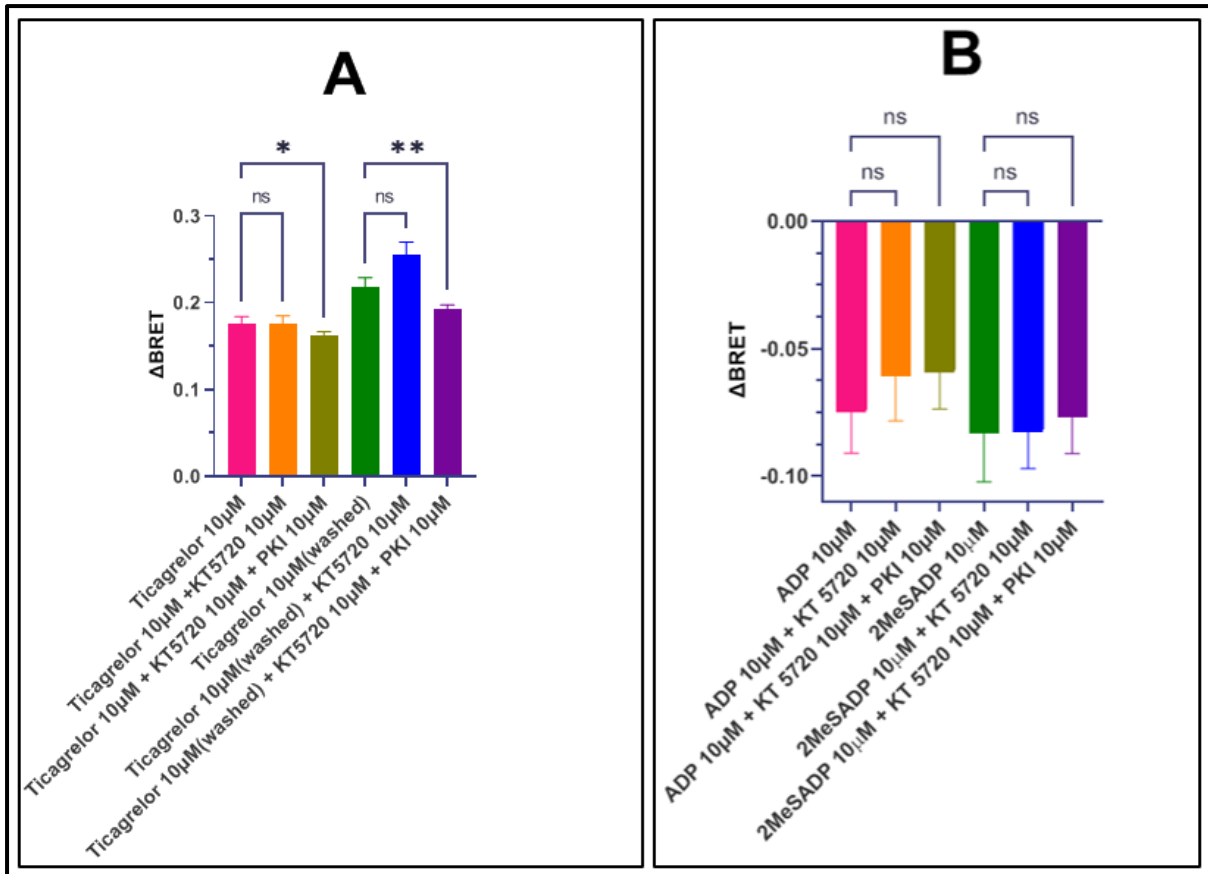 A
*
**
ns
ns
0.3
0.2
0.1
0.0
ΔBRET
Ticagrelor 10µM
Ticagrelor 10µM +KT5720 10µM
Ticagrelor 10µM + KT5720 10µM + PKI 10µM
Ticagrelor 10µM(washed)
Ticagrelor 10µM(washed) + KT5720 10µM
Ticagrelor 10µM(washed) + KT5720 10µM + PKI 10µM
B
ns
ns
ns
ns
0.00
-0.05
-0.10
ΔBRET
ADP 10µM
ADP 10µM + KT 5720 10µM
ADP 10µM + KT 5720 10µM + PKI 10µM
2MeSADP 10µM
2MeSADP 10µM + KT 5720 10µM
2MeSADP 10µM + KT 5720 10µM + PKI 10µM